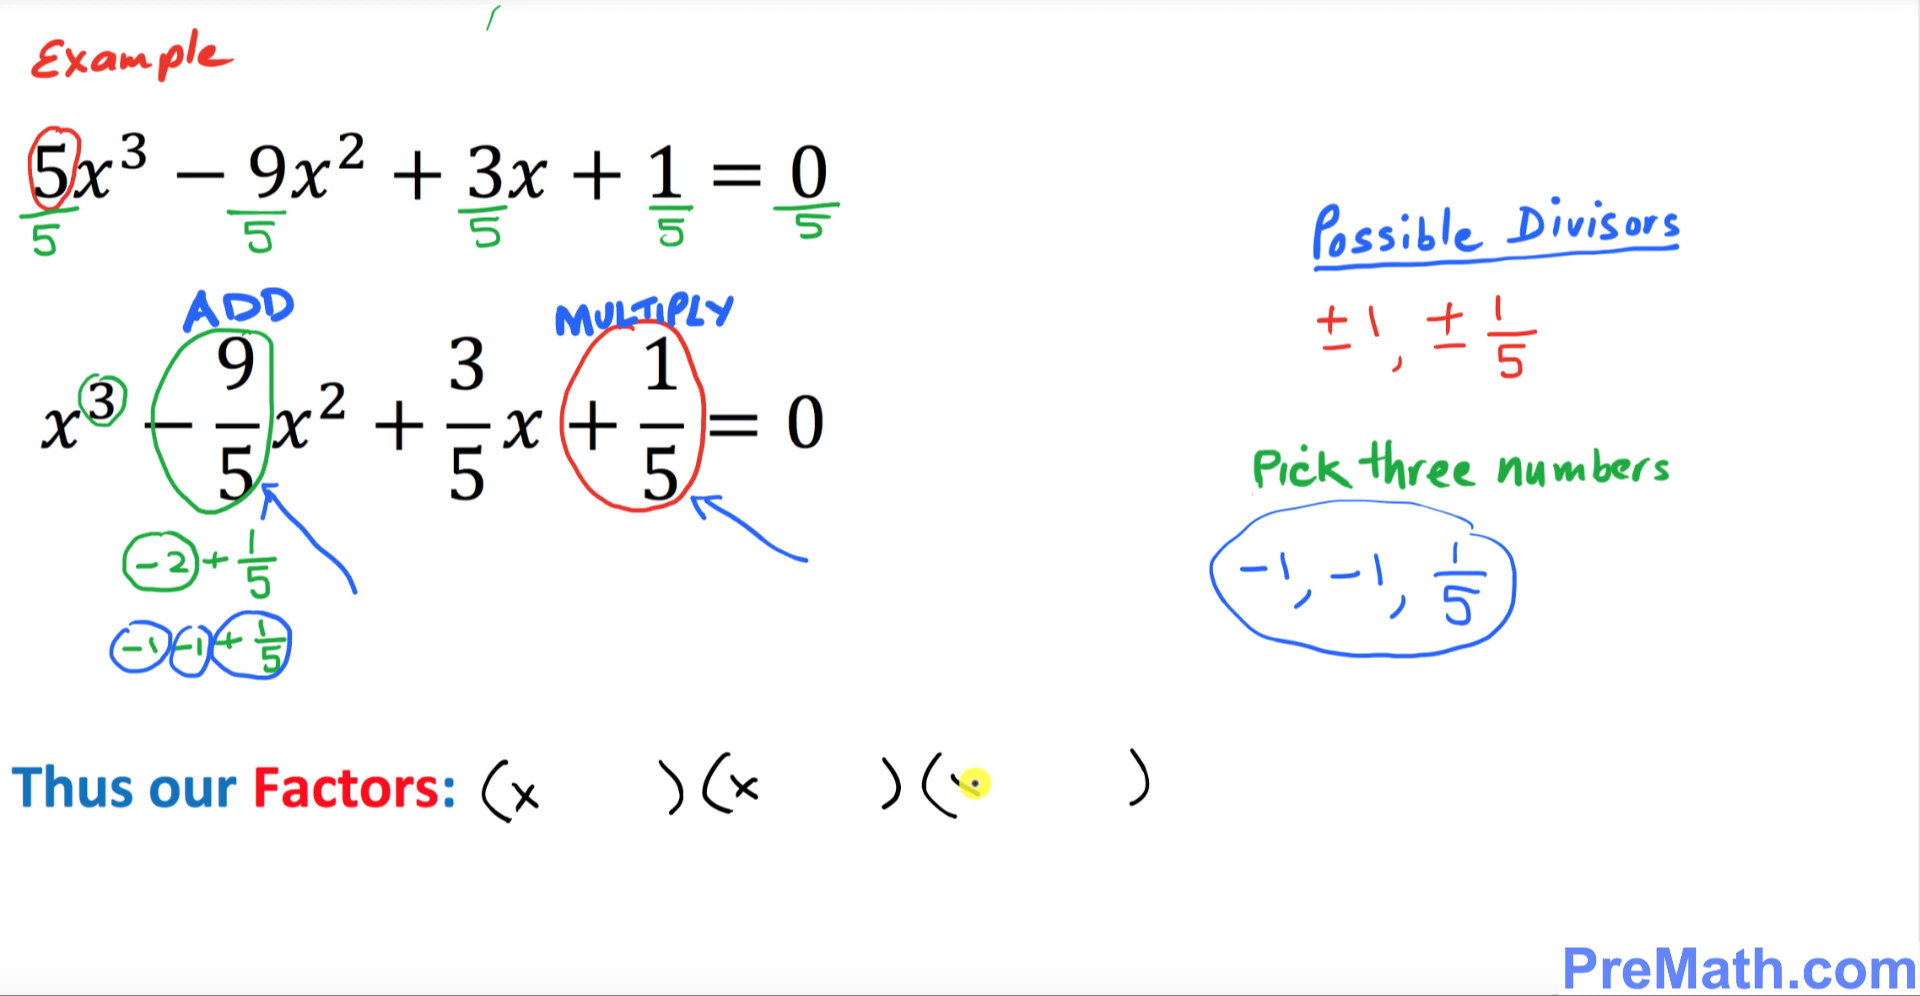 Example
5x³ − 9x² + 3x + 1 = 0
5 5 5 5 5
ADD MULTIPLY
x³ − 9/5 x² + 3/5 x + 1/5 = 0
-2 + 1/5
-1 -1 + 1/5
Possible Divisors
±1, ± 1/5
Pick three numbers
-1, -1, 1/5
Thus our Factors: (x )(x )( )
PreMath.com